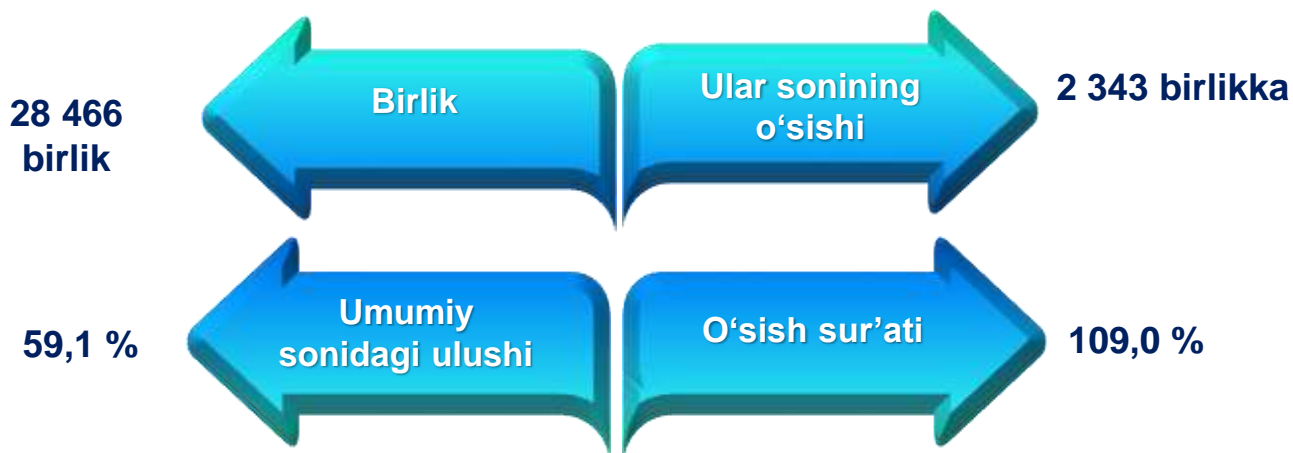 28 466
birlik
Birlik
Ular sonining
o‘sishi
2 343 birlikka
59,1 %
Umumiy
sonidagi ulushi
O‘sish sur’ati
109,0 %